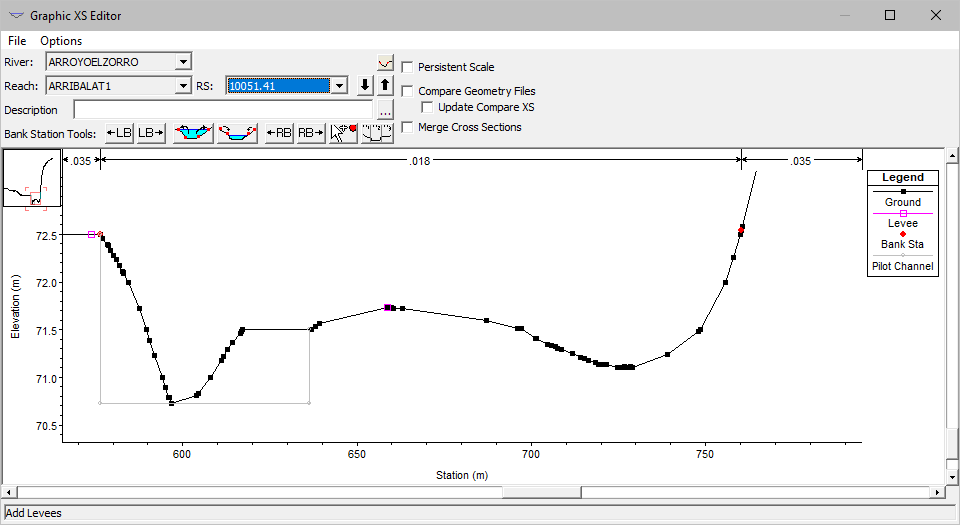 Graphic XS Editor
File Options
River: ARROYOELZORRO
Reach: ARRIBALAT1 RS: 10051.41
Description ...
Bank Station Tools: LB LB RB RB
Persistent Scale
Compare Geometry Files
Update Compare XS
Merge Cross Sections
.035 .018 .035
Legend
Ground
Levee
Bank Sta
Pilot Channel
Elevation (m)
72.5
72.0
71.5
71.0
70.5
600 650 700 750
Station (m)
Add Levees